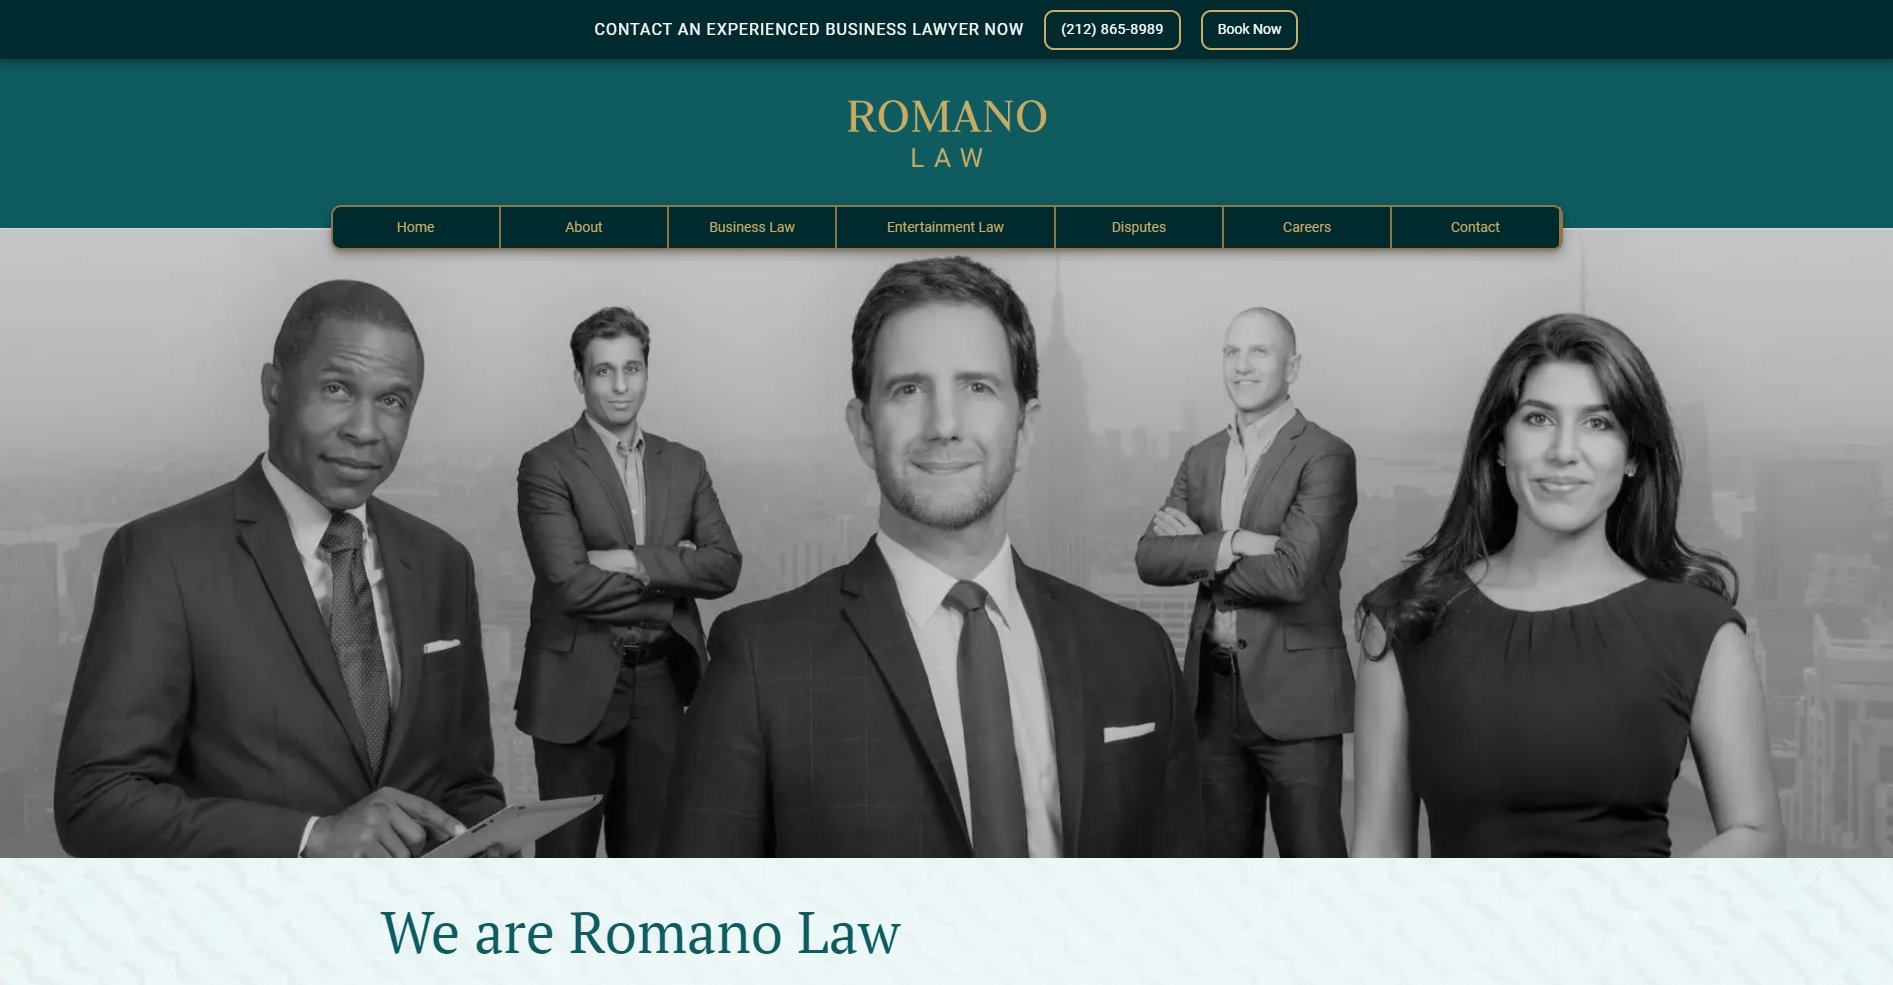 CONTACT AN EXPERIENCED BUSINESS LAWYER NOW (212) 865-8989 Book Now
ROMANO
LAW
Home About Business Law Entertainment Law Disputes Careers Contact
We are Romano Law